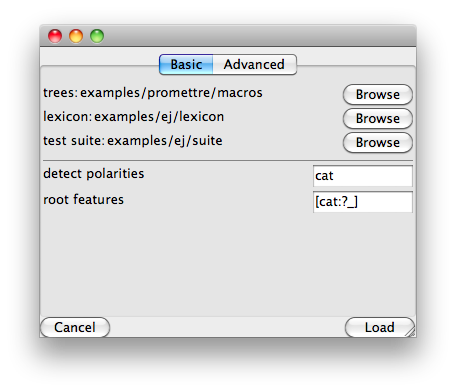 Basic Advanced
trees: examples/promettre/macros Browse
lexicon: examples/ej/lexicon Browse
test suite: examples/ej/suite Browse
detect polarities cat
root features [cat:?_]
Cancel Load